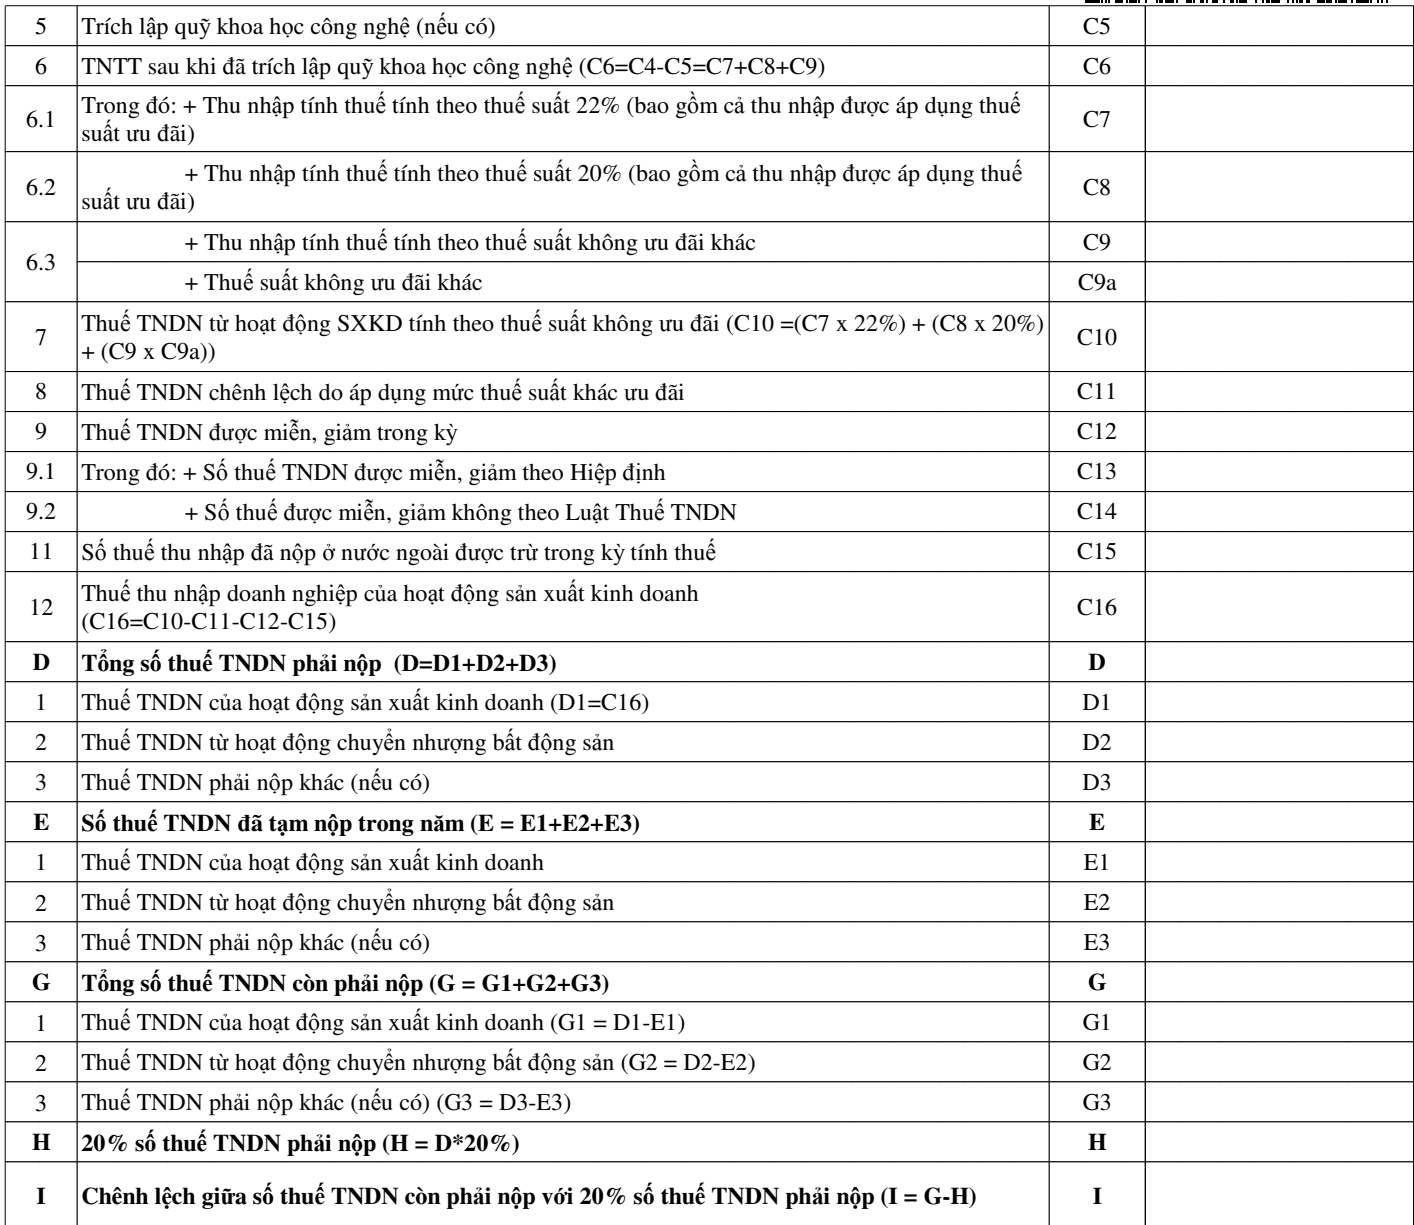 5 Trích lập quỹ khoa học công nghệ (nếu có) C5
6 TNTT sau khi đã trích lập quỹ khoa học công nghệ (C6=C4-C5=C7+C8+C9) C6
6.1 Trong đó: + Thu nhập tính thuế tính theo thuế suất 22% (bao gồm cả thu nhập được áp dụng thuế C7
suất ưu đãi)
6.2 + Thu nhập tính thuế tính theo thuế suất 20% (bao gồm cả thu nhập được áp dụng thuế C8
suất ưu đãi)
6.3 + Thu nhập tính thuế tính theo thuế suất không ưu đãi khác C9
+ Thuế suất không ưu đãi khác C9a
7 Thuế TNDN từ hoạt động SXKD tính theo thuế suất không ưu đãi (C10 =(C7 x 22%) + (C8 x 20%) C10
+ (C9 x C9a))
8 Thuế TNDN chênh lệch do áp dụng mức thuế suất khác ưu đãi C11
9 Thuế TNDN được miễn, giảm trong kỳ C12
9.1 Trong đó: + Số thuế TNDN được miễn, giảm theo Hiệp định C13
9.2 + Số thuế được miễn, giảm không theo Luật Thuế TNDN C14
11 Số thuế thu nhập đã nộp ở nước ngoài được trừ trong kỳ tính thuế C15
12 Thuế thu nhập doanh nghiệp của hoạt động sản xuất kinh doanh C16
(C16=C10-C11-C12-C15)
D Tổng số thuế TNDN phải nộp (D=D1+D2+D3) D
1 Thuế TNDN của hoạt động sản xuất kinh doanh (D1=C16) D1
2 Thuế TNDN từ hoạt động chuyển nhượng bất động sản D2
3 Thuế TNDN phải nộp khác (nếu có) D3
E Số thuế TNDN đã tạm nộp trong năm (E = E1+E2+E3) E
1 Thuế TNDN của hoạt động sản xuất kinh doanh E1
2 Thuế TNDN từ hoạt động chuyển nhượng bất động sản E2
3 Thuế TNDN phải nộp khác (nếu có) E3
G Tổng số thuế TNDN còn phải nộp (G = G1+G2+G3) G
1 Thuế TNDN của hoạt động sản xuất kinh doanh (G1 = D1-E1) G1
2 Thuế TNDN từ hoạt động chuyển nhượng bất động sản (G2 = D2-E2) G2
3 Thuế TNDN phải nộp khác (nếu có) (G3 = D3-E3) G3
H 20% số thuế TNDN phải nộp (H = D*20%) H
I Chênh lệch giữa số thuế TNDN còn phải nộp với 20% số thuế TNDN phải nộp (I = G-H) I